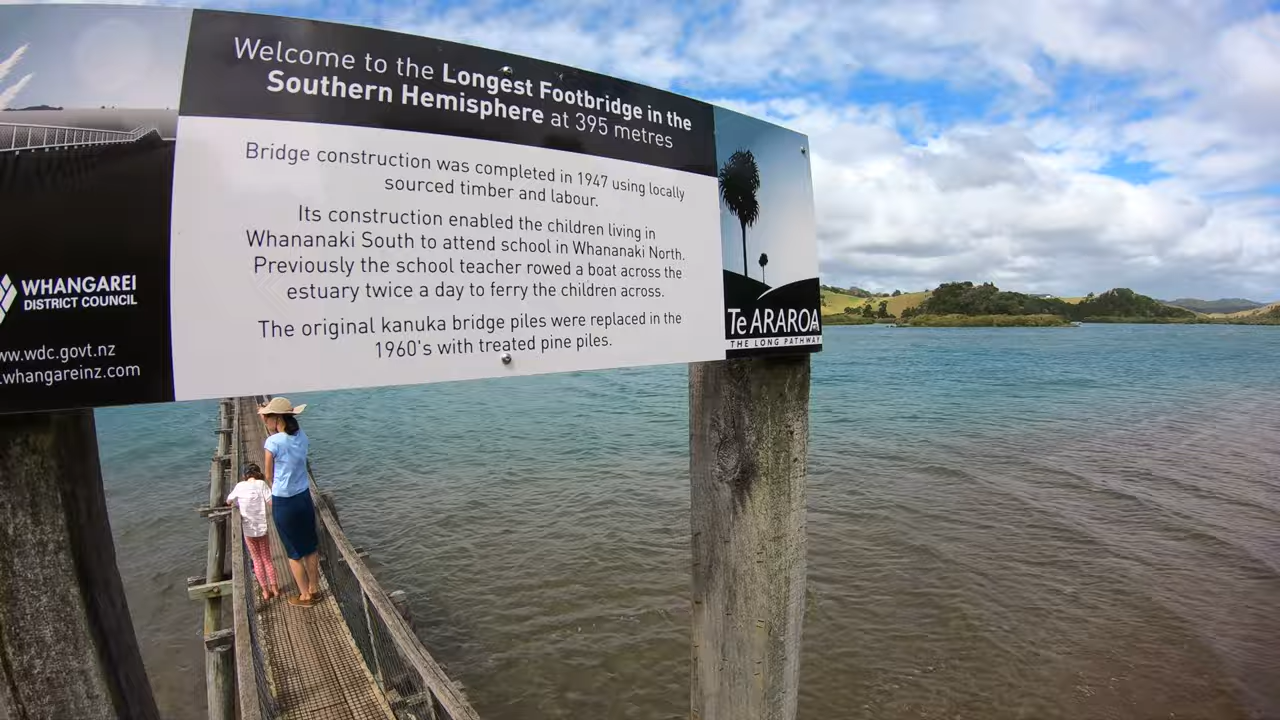 Welcome to the Longest Footbridge in the
Southern Hemisphere at 395 metres
Bridge construction was completed in 1947 using locally
sourced timber and labour.
Its construction enabled the children living in
Whananaki South to attend school in Whananaki North.
Previously the school teacher rowed a boat across the
estuary twice a day to ferry the children across.
The original kanuka bridge piles were replaced in the
1960's with treated pine piles.
WHANGAREI
DISTRICT COUNCIL
ww.wdc.govt.nz
.whangareinz.com
Te ARAROA
THE LONG PATHWAY